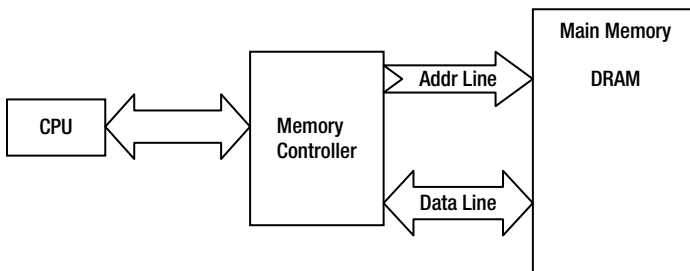 Main Memory
DRAM
Addr Line
CPU
Memory
Controller
Data Line